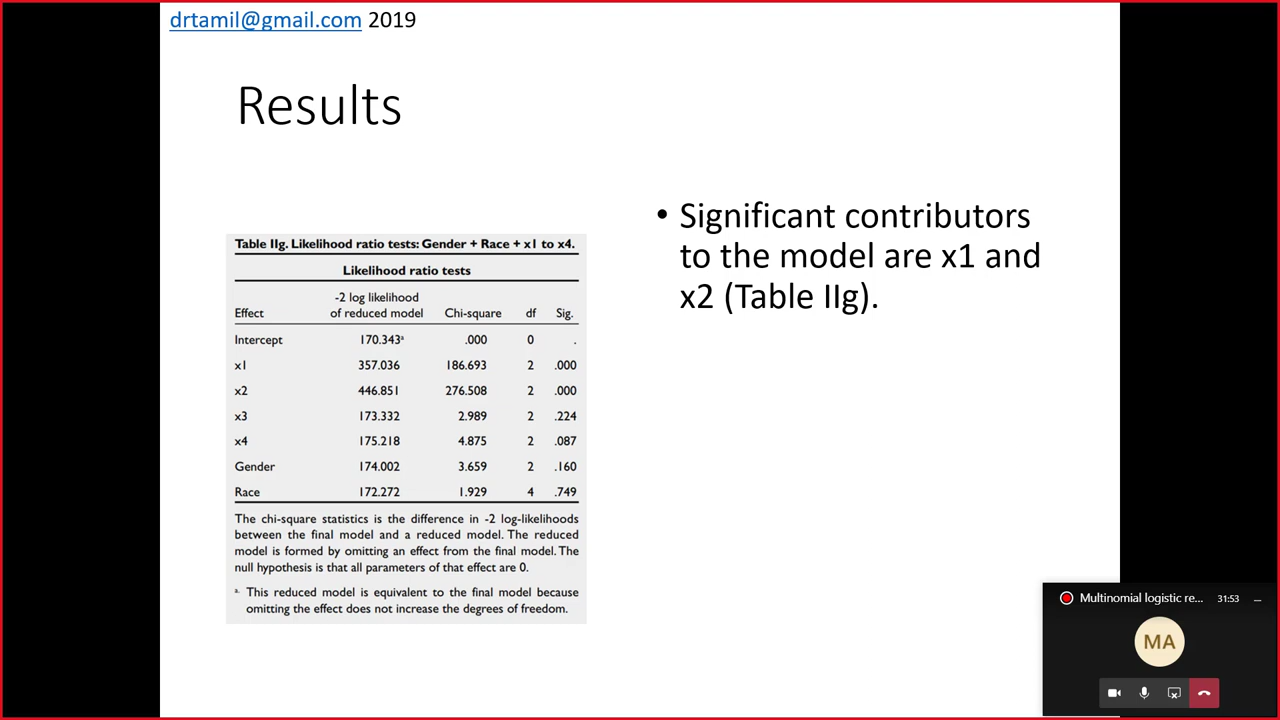 drtamil@gmail.com 2019
Results
• Significant contributors
to the model are x1 and
x2 (Table IIg).
Table IIg. Likelihood ratio tests: Gender + Race + x1 to x4.
Likelihood ratio tests
Effect -2 log likelihood of reduced model Chi-square df Sig.
Intercept 170.343ᵃ .000 0 .
x1 357.036 186.693 2 .000
x2 446.851 276.508 2 .000
x3 173.332 2.989 2 .224
x4 175.218 4.875 2 .087
Gender 174.002 3.659 2 .160
Race 172.272 1.929 4 .749
The chi-square statistics is the difference in -2 log-likelihoods
between the final model and a reduced model. The reduced
model is formed by omitting an effect from the final model. The
null hypothesis is that all parameters of that effect are 0.
ᵃ· This reduced model is equivalent to the final model because
omitting the effect does not increase the degrees of freedom.
Multinomial logistic re... 31:53
MA